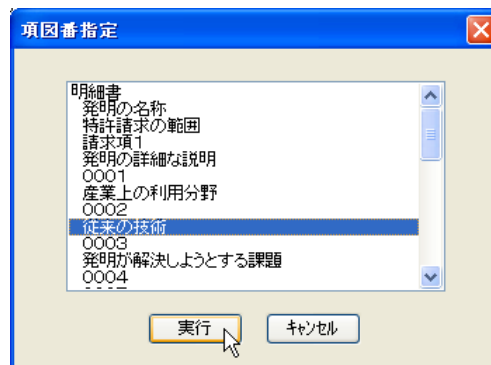 項図番指定
明細書
発明の名称
特許請求の範囲
請求項1
発明の詳細な説明
0001
産業上の利用分野
0002
従来の技術
0003
発明が解決しようとする課題
0004
実行
キャンセル